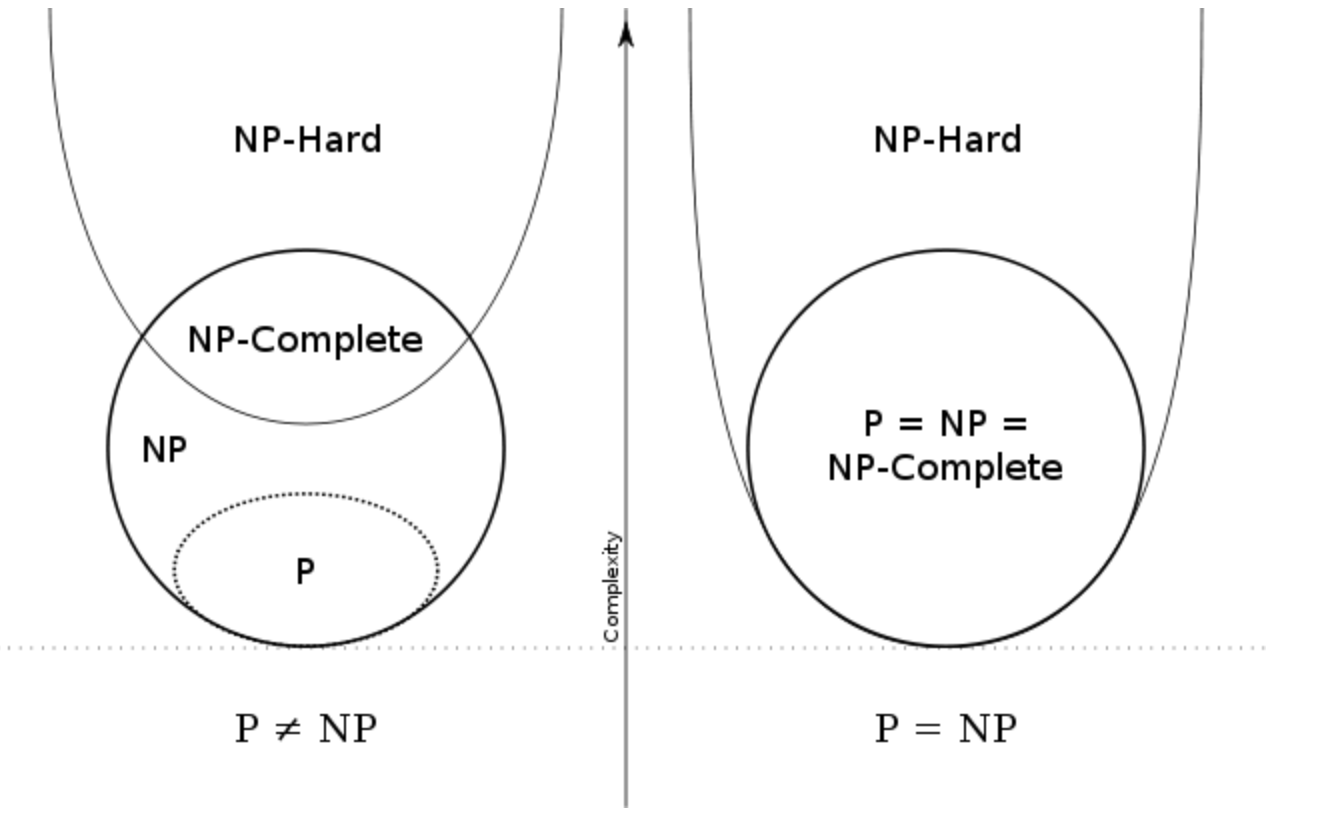 NP-Hard
NP-Complete
NP
P
P ≠ NP
Complexity
NP-Hard
P = NP =
NP-Complete
P = NP